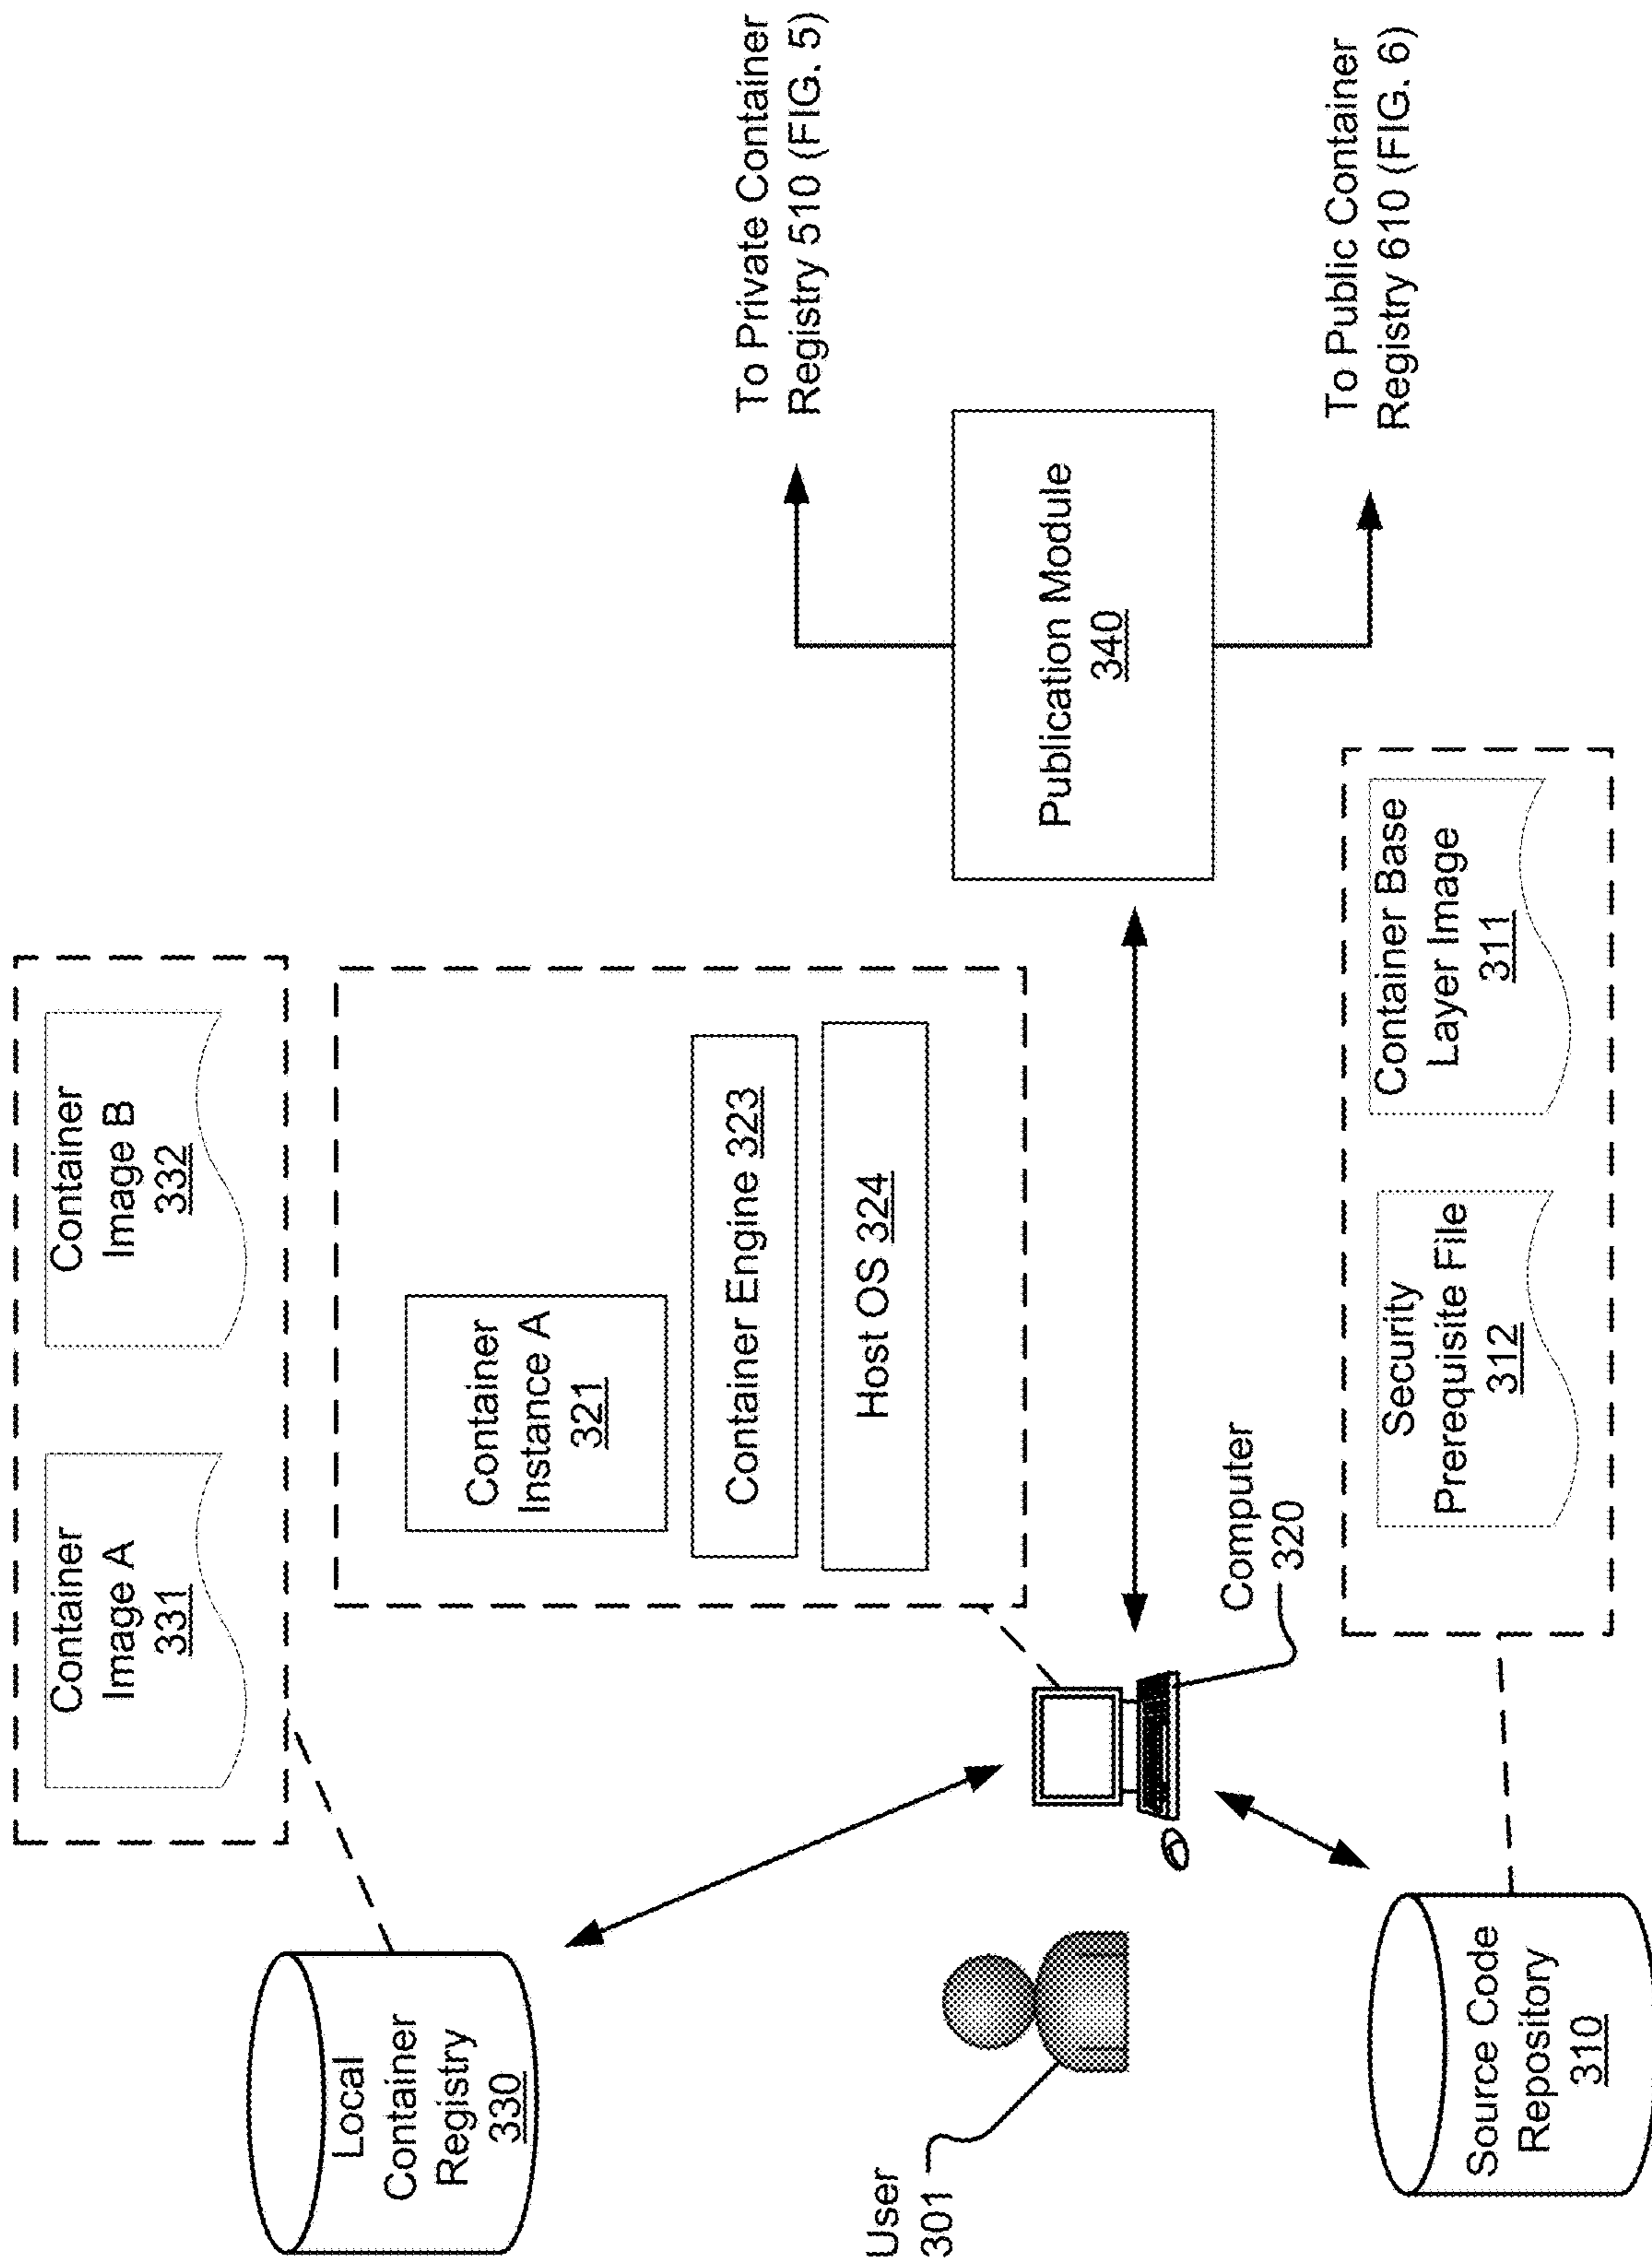 Local
Container
Registry
330
Container
Image A
331
Container
Image B
332
Container
Instance A
321
Container Engine 323
Host OS 324
User
301
Computer
320
Publication Module
340
To Private Container
Registry 510 (FIG. 5)
To Public Container
Registry 610 (FIG. 6)
Source Code
Repository
310
Security
Prerequisite File
312
Container Base
Layer Image
311